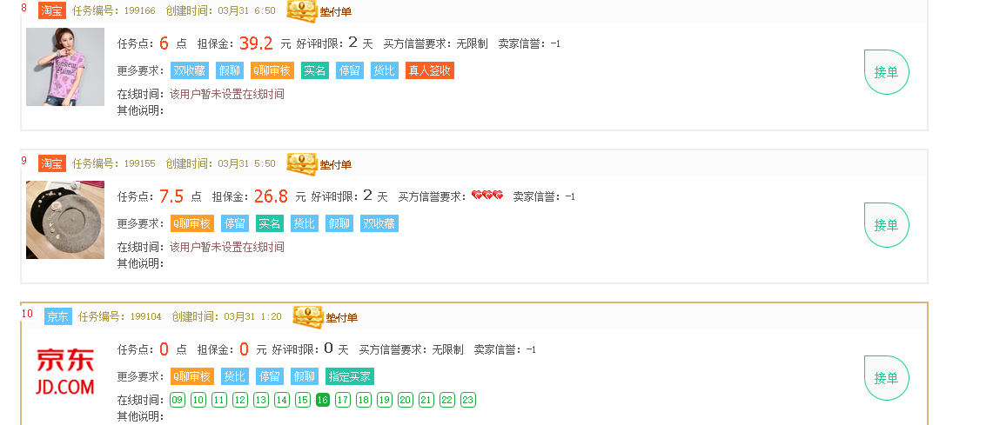 8 淘宝 任务编号：199166 创建时间：03月31 6:50 垫付单
任务点：6 点 担保金：39.2 元 好评时限：2 天 买方信誉要求：无限制 卖家信誉：-1
更多要求：双收藏 假聊 Q聊审核 实名 停留 货比 真人签收
接单
在线时间：该用户暂未设置在线时间
其他说明：
9 淘宝 任务编号：199155 创建时间：03月31 5:50 垫付单
任务点：7.5 点 担保金：26.8 元 好评时限：2 天 买方信誉要求： 卖家信誉：-1
更多要求：Q聊审核 停留 实名 货比 假聊 双收藏
接单
在线时间：该用户暂未设置在线时间
其他说明：
10 京东 任务编号：199104 创建时间：03月31 1:20 垫付单
任务点：0 点 担保金：0 元 好评时限：0 天 买方信誉要求：无限制 卖家信誉：-1
京东
JD.COM
更多要求：Q聊审核 货比 停留 假聊 指定买家
接单
在线时间：09 10 11 12 13 14 15 16 17 18 19 20 21 22 23
其他说明：